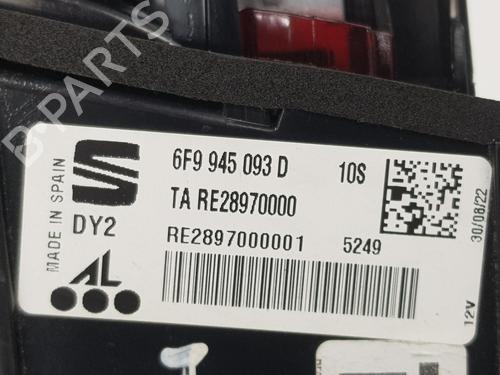 MADE IN SPAIN
DY2
AL
6F9 945 093 D
10S
TA RE28970000
RE2897000001
5249
30/08/22
12V
B-PARTS